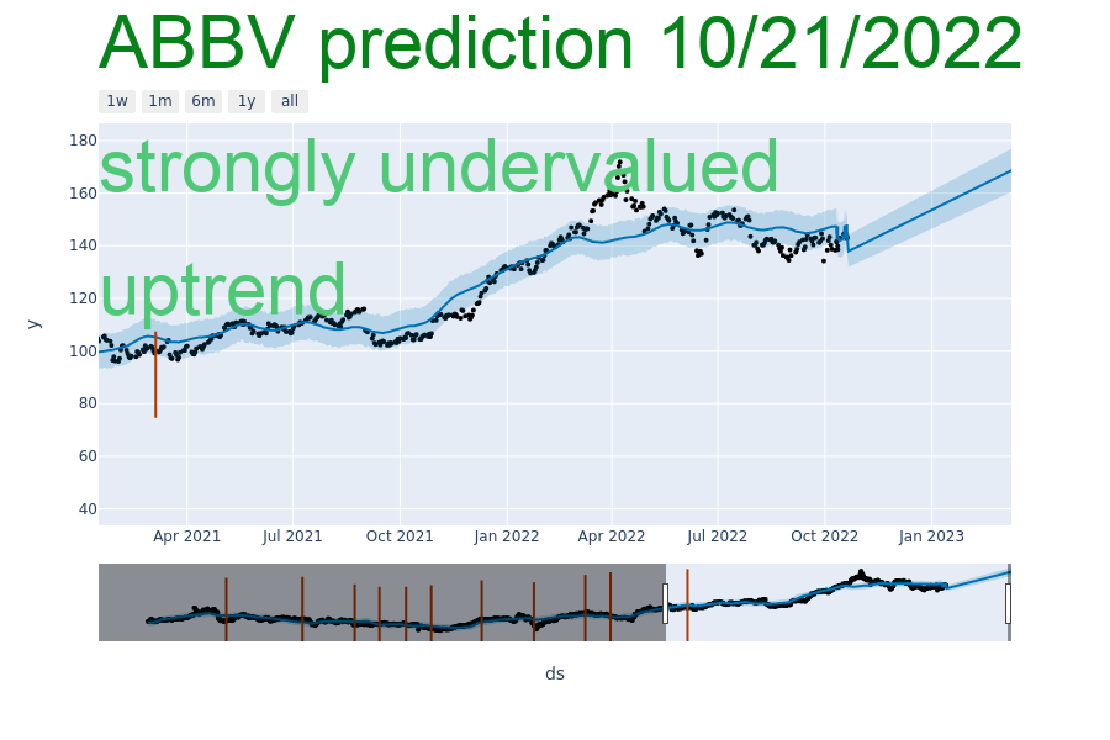 ABBV prediction 10/21/2022
1w 1m 6m 1y all
180
strongly undervalued
160
140
120
uptrend
100
80
60
40
y
Apr 2021 Jul 2021 Oct 2021 Jan 2022 Apr 2022 Jul 2022 Oct 2022 Jan 2023
ds